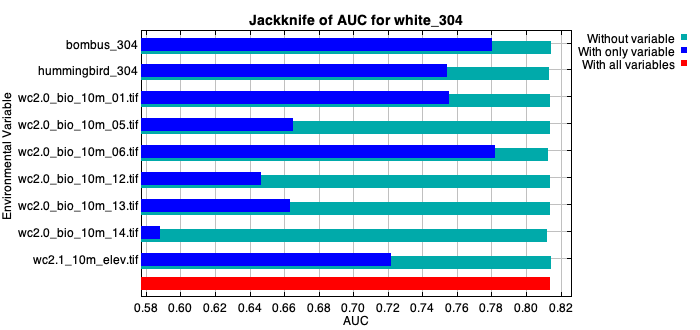 Jackknife of AUC for white_304
Environmental Variable
bombus_304
hummingbird_304
wc2.0_bio_10m_01.tif
wc2.0_bio_10m_05.tif
wc2.0_bio_10m_06.tif
wc2.0_bio_10m_12.tif
wc2.0_bio_10m_13.tif
wc2.0_bio_10m_14.tif
wc2.1_10m_elev.tif
0.58 0.60 0.62 0.64 0.66 0.68 0.70 0.72 0.74 0.76 0.78 0.80 0.82
AUC
Without variable
With only variable
With all variables